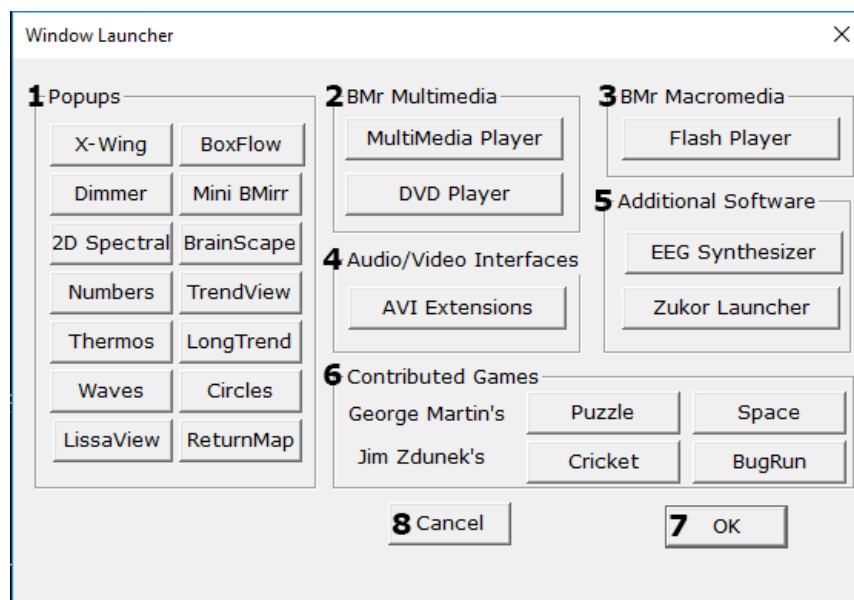 Window Launcher
1 Popups
X-Wing BoxFlow
Dimmer Mini BMirr
2D Spectral BrainScape
Numbers TrendView
Thermos LongTrend
Waves Circles
LissaView ReturnMap
2 BMr Multimedia
MultiMedia Player
DVD Player
3 BMr Macromedia
Flash Player
4 Audio/Video Interfaces
AVI Extensions
5 Additional Software
EEG Synthesizer
Zukor Launcher
6 Contributed Games
George Martin's Puzzle Space
Jim Zdunek's Cricket BugRun
8 Cancel
7 OK